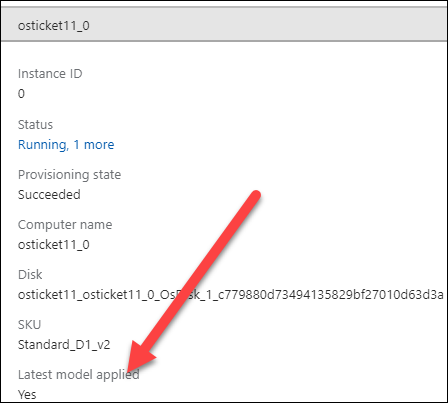 osticket11_0
Instance ID
0
Status
Running, 1 more
Provisioning state
Succeeded
Computer name
osticket11_0
Disk
osticket11_osticket11_0_OsDisk_1_c779880d73494135829bf27010d63d3a
SKU
Standard_D1_v2
Latest model applied
Yes